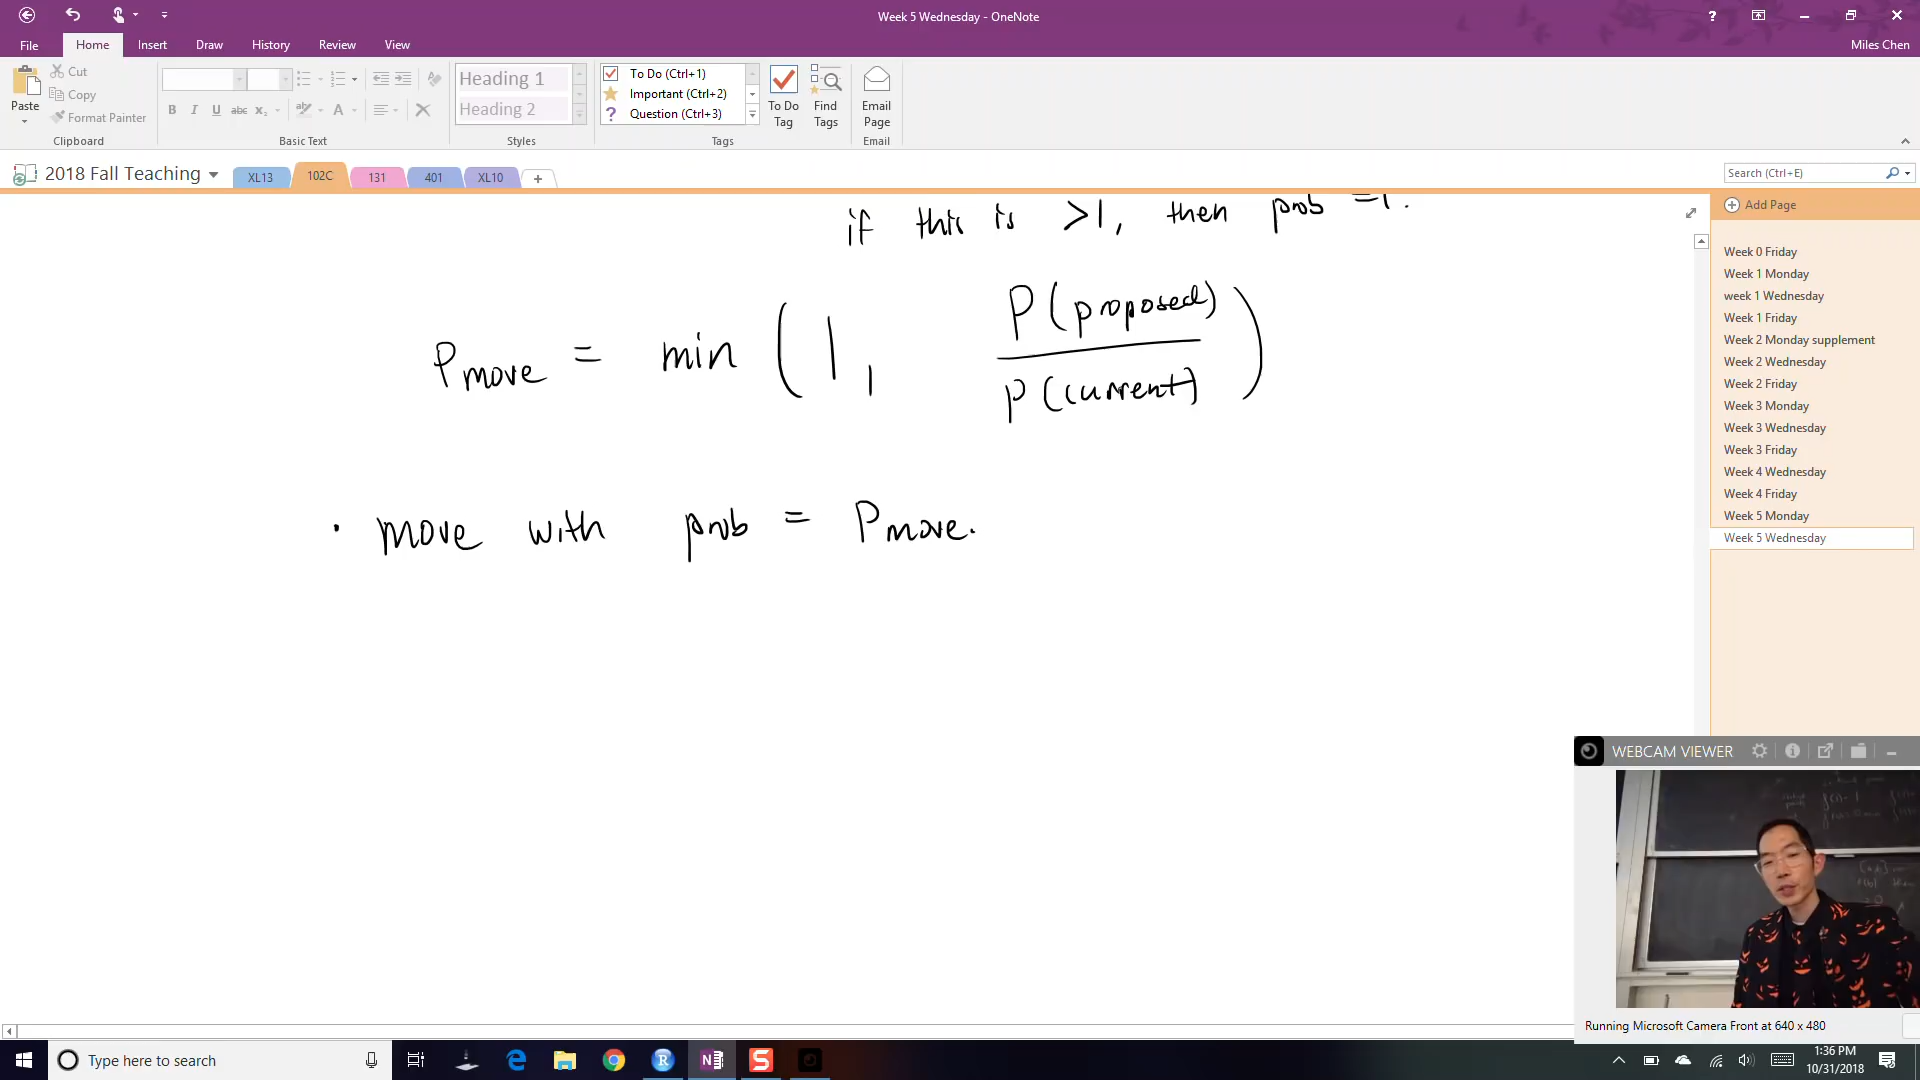 Week 5 Wednesday - OneNote
?
File Home Insert Draw History Review View
Miles Chen
Paste
Cut
Copy
Format Painter
Clipboard
B I U abc x₂ ab A
Basic Text
Heading 1
Heading 2
Styles
To Do (Ctrl+1)
Important (Ctrl+2)
? Question (Ctrl+3)
Tags
To Do
Tag
Find
Tags
Email
Page
Email
2018 Fall Teaching
XL13 102C 131 401 XL10 +
Search (Ctrl+E)
Add Page
Week 0 Friday
Week 1 Monday
week 1 Wednesday
Week 1 Friday
Week 2 Monday supplement
Week 2 Wednesday
Week 2 Friday
Week 3 Monday
Week 3 Wednesday
Week 3 Friday
Week 4 Wednesday
Week 4 Friday
Week 5 Monday
Week 5 Wednesday
if this is >1, then prob =1.
Pmove = min ( 1, P(proposed) / P(current) )
· move with prob = Pmove.
WEBCAM VIEWER
Running Microsoft Camera Front at 640 x 480
Type here to search
1:36 PM
10/31/2018